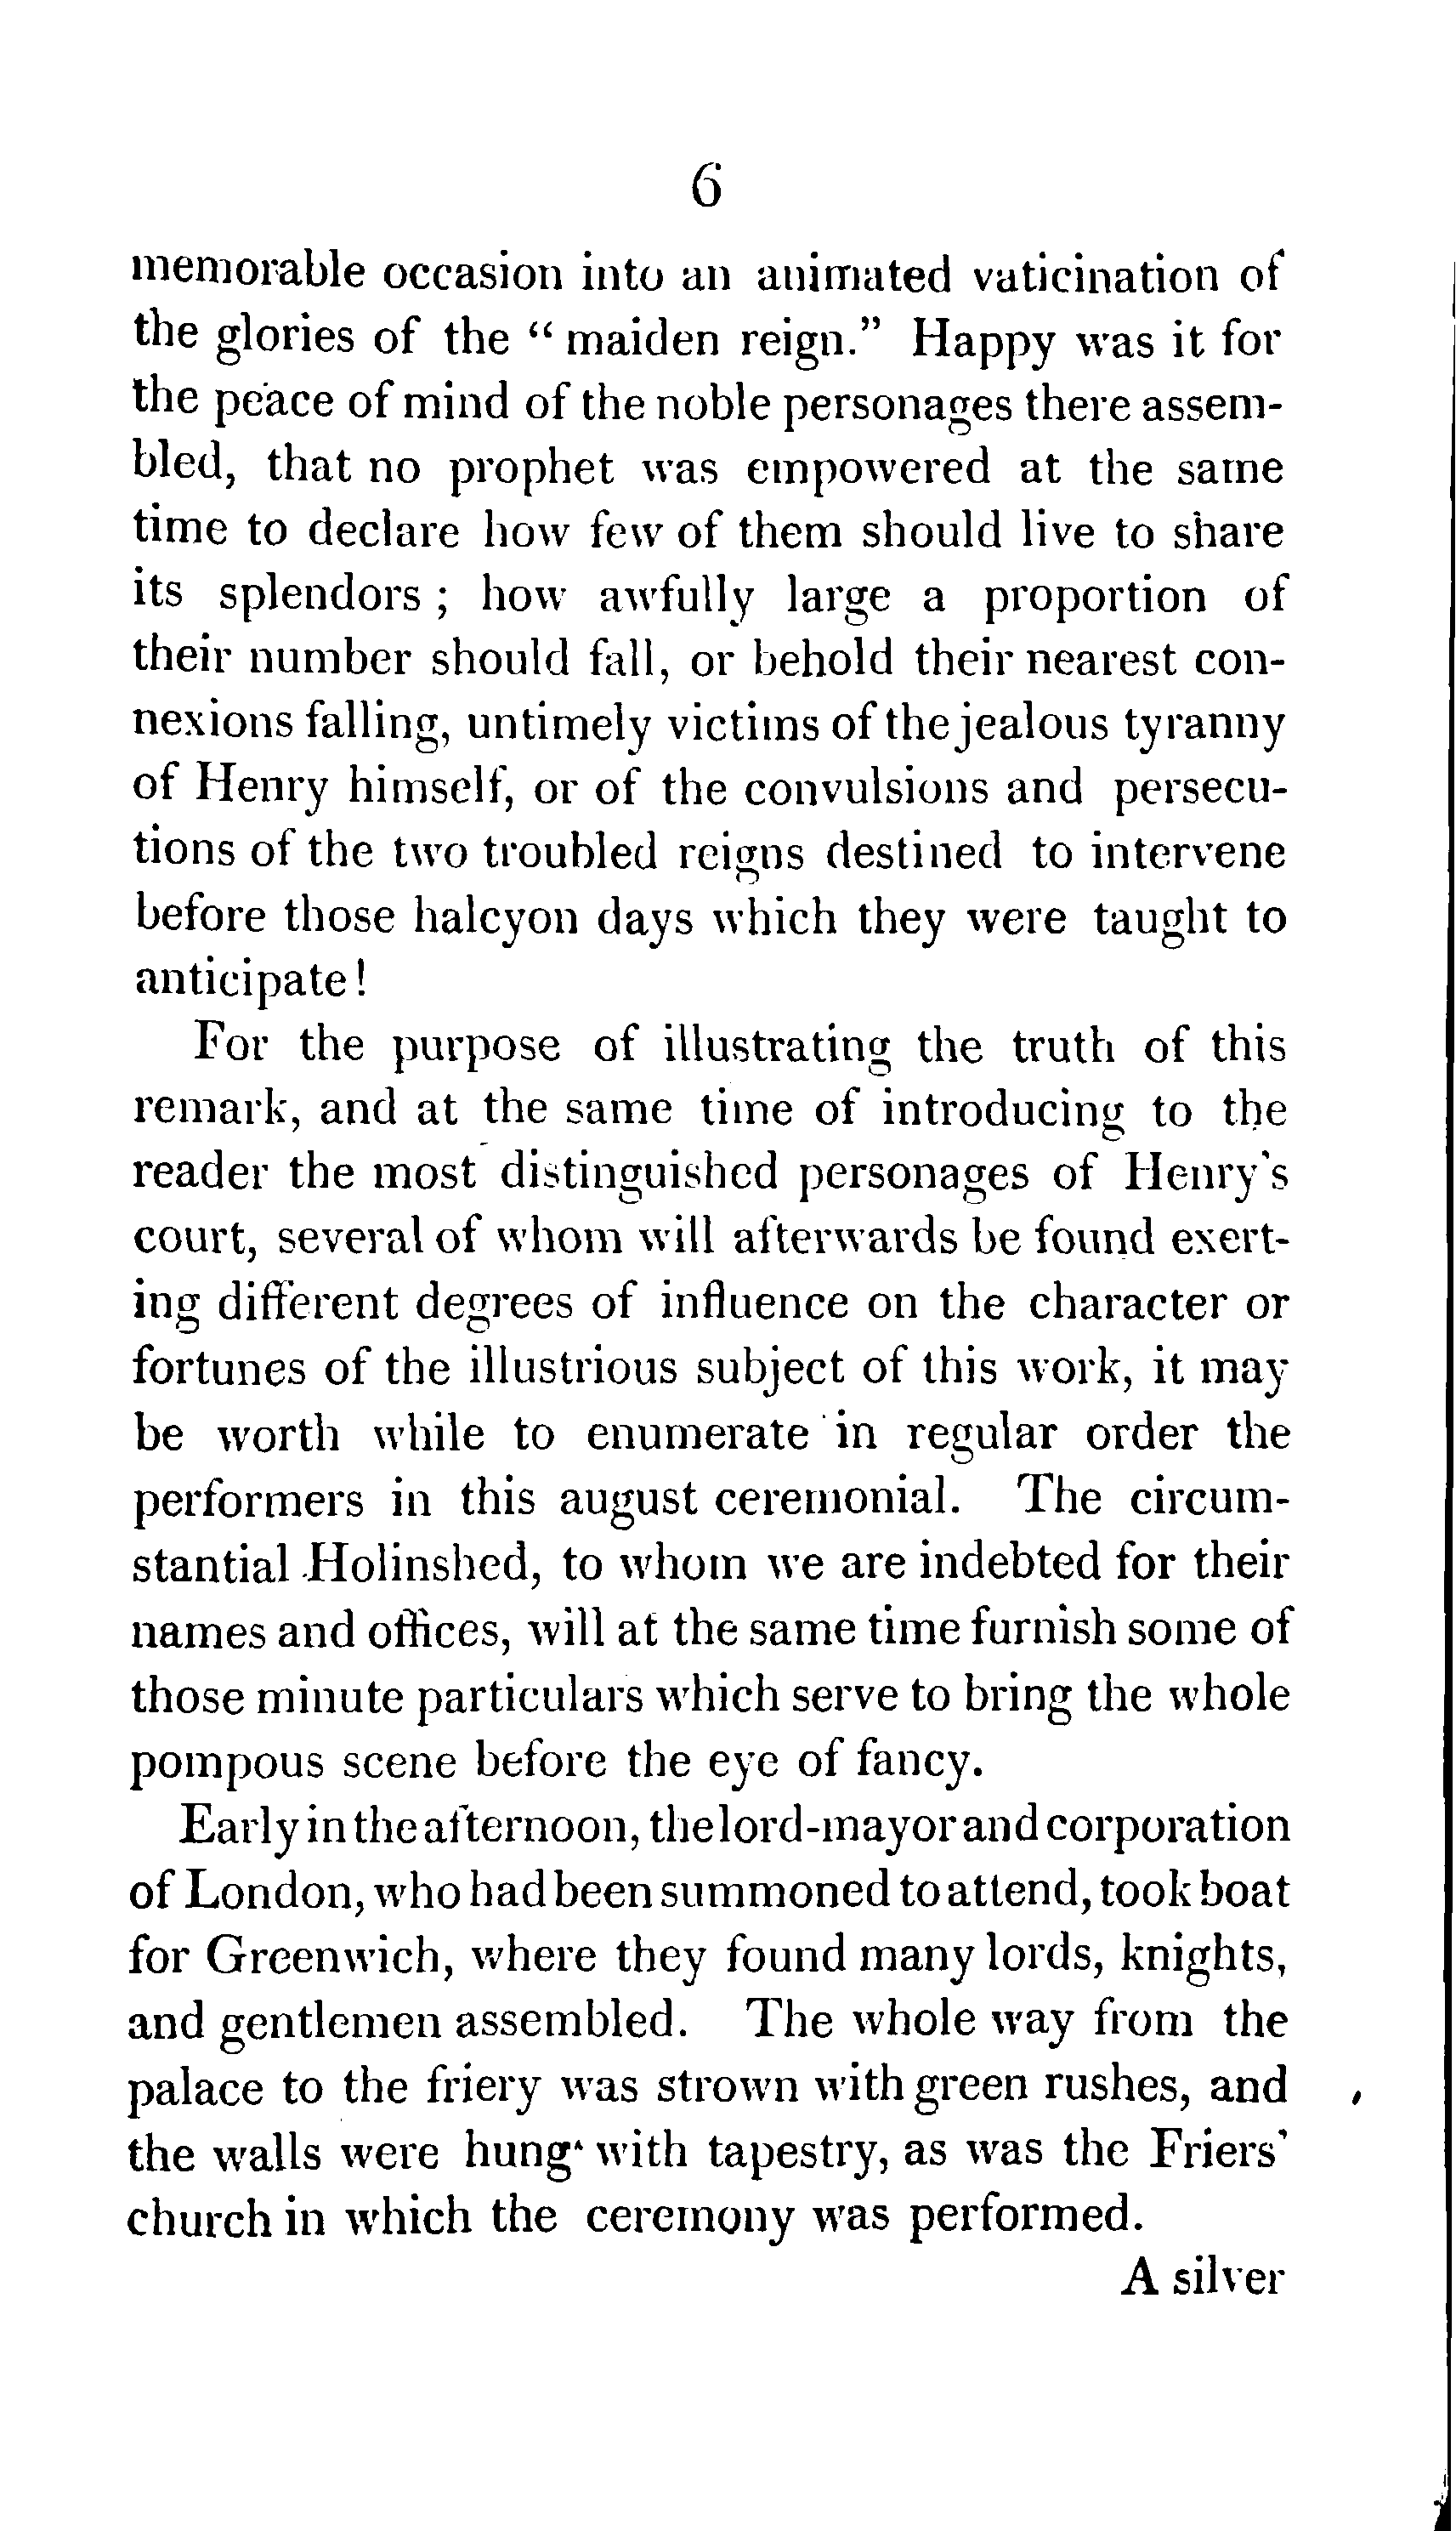 6
memorable occasion into an animated vaticination of
the glories of the “ maiden reign.” Happy was it for
the peace of mind of the noble personages there assem-
bled, that no prophet was empowered at the same
time to declare how few of them should live to share
its splendors ; how awfully large a proportion of
their number should fall, or behold their nearest con-
nexions falling, untimely victims of the jealous tyranny
of Henry himself, or of the convulsions and persecu-
tions of the two troubled reigns destined to intervene
before those halcyon days which they were taught to
anticipate !
For the purpose of illustrating the truth of this
remark, and at the same time of introducing to the
reader the most distinguished personages of Henry's
court, several of whom will afterwards be found exert-
ing different degrees of influence on the character or
fortunes of the illustrious subject of this work, it may
be worth while to enumerate in regular order the
performers in this august ceremonial. The circum-
stantial Holinshed, to whom we are indebted for their
names and offices, will at the same time furnish some of
those minute particulars which serve to bring the whole
pompous scene before the eye of fancy.
Early in the afternoon, the lord-mayor and corporation
of London, who had been summoned to attend, took boat
for Greenwich, where they found many lords, knights,
and gentlemen assembled. The whole way from the
palace to the friery was strown with green rushes, and
the walls were hung with tapestry, as was the Friers'
church in which the ceremony was performed.
A silver